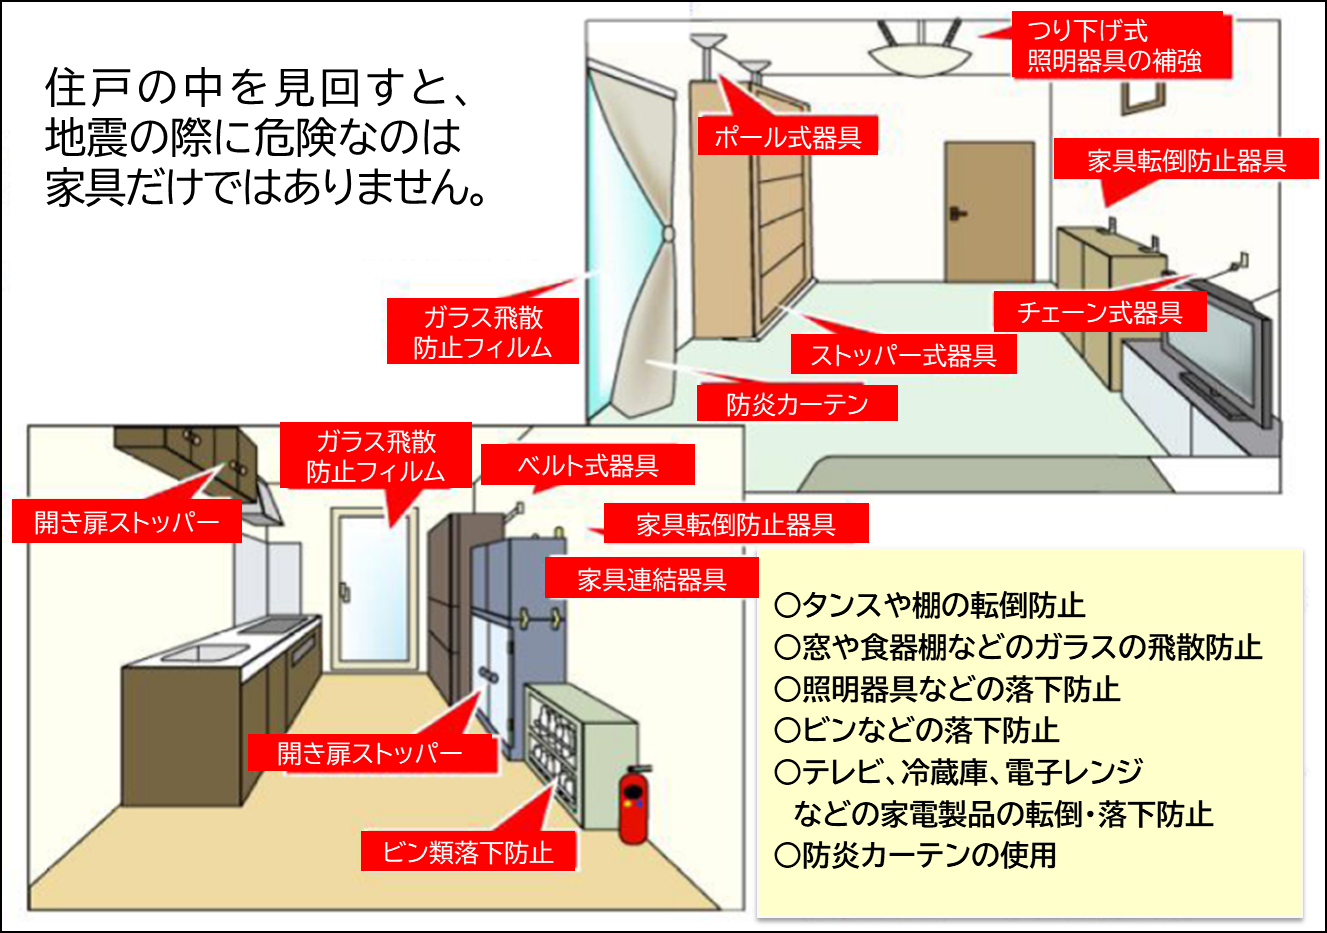 住戸の中を見回すと、
地震の際に危険なのは
家具だけではありません。
つり下げ式
照明器具の補強
ポール式器具
家具転倒防止器具
ガラス飛散
防止フィルム
チェーン式器具
ストッパー式器具
防炎カーテン
ガラス飛散
防止フィルム
ベルト式器具
開き扉ストッパー
家具転倒防止器具
家具連結器具
開き扉ストッパー
ビン類落下防止
〇タンスや棚の転倒防止
〇窓や食器棚などのガラスの飛散防止
〇照明器具などの落下防止
〇ビンなどの落下防止
〇テレビ、冷蔵庫、電子レンジ
などの家電製品の転倒・落下防止
〇防炎カーテンの使用